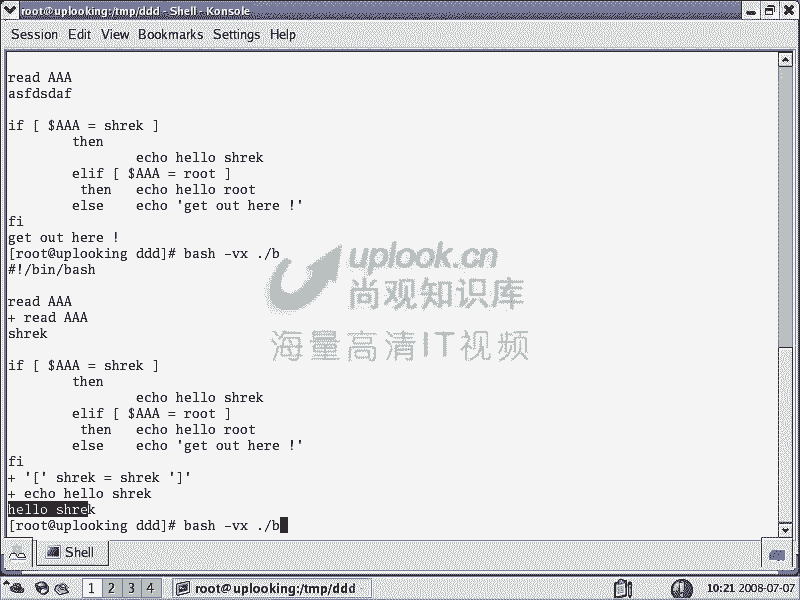 root@uplooking:/tmp/ddd - Shell - Konsole
Session Edit View Bookmarks Settings Help
read AAA
asfdsdaf
if [ $AAA = shrek ]
then
echo hello shrek
elif [ $AAA = root ]
then echo hello root
else echo 'get out here !'
fi
get out here !
[root@uplooking ddd]# bash -vx ./b
#!/bin/bash
read AAA
+ read AAA
shrek
if [ $AAA = shrek ]
then
echo hello shrek
elif [ $AAA = root ]
then echo hello root
else echo 'get out here !'
fi
+ '[' shrek = shrek ']'
+ echo hello shrek
hello shrek
[root@uplooking ddd]# bash -vx ./b
uplook.cn
尚观知识库
海量高清IT视频
Shell
1 2 3 4 root@uplooking:/tmp/ddd 10:21 2008-07-07